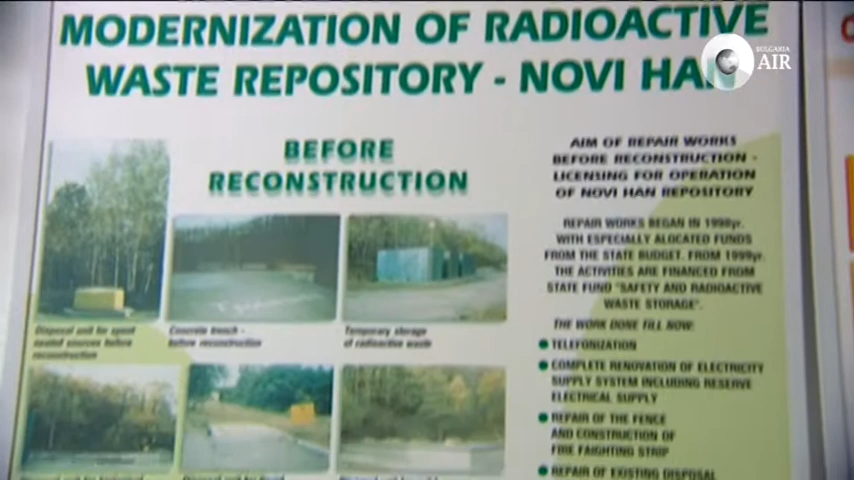 MODERNIZATION OF RADIOACTIVE
WASTE REPOSITORY - NOVI HAN
BULGARIA
AIR
BEFORE
RECONSTRUCTION
Disposal unit for spent
sealed sources before
reconstruction
Concrete trench -
before reconstruction
Temporary storage
of radioactive waste
AIM OF REPAIR WORKS
BEFORE RECONSTRUCTION -
LICENSING FOR OPERATION
OF NOVI HAN REPOSITORY
REPAIR WORKS BEGAN IN 1998yr.
WITH ESPECIALLY ALOCATED FUNDS
FROM THE STATE BUDGET. FROM 1999yr.
THE ACTIVITIES ARE FINANCED FROM
STATE FUND "SAFETY AND RADIOACTIVE
WASTE STORAGE".
THE WORK DONE TILL NOW:
TELEFONIZATION
COMPLETE RENOVATION OF ELECTRICITY
SUPPLY SYSTEM INCLUDING RESERVE
ELECTRICAL SUPPLY
REPAIR OF THE FENCE
AND CONSTRUCTION OF
FIRE FAIGHTING STRIP
REPAIR OF EXISTING DISPOSAL